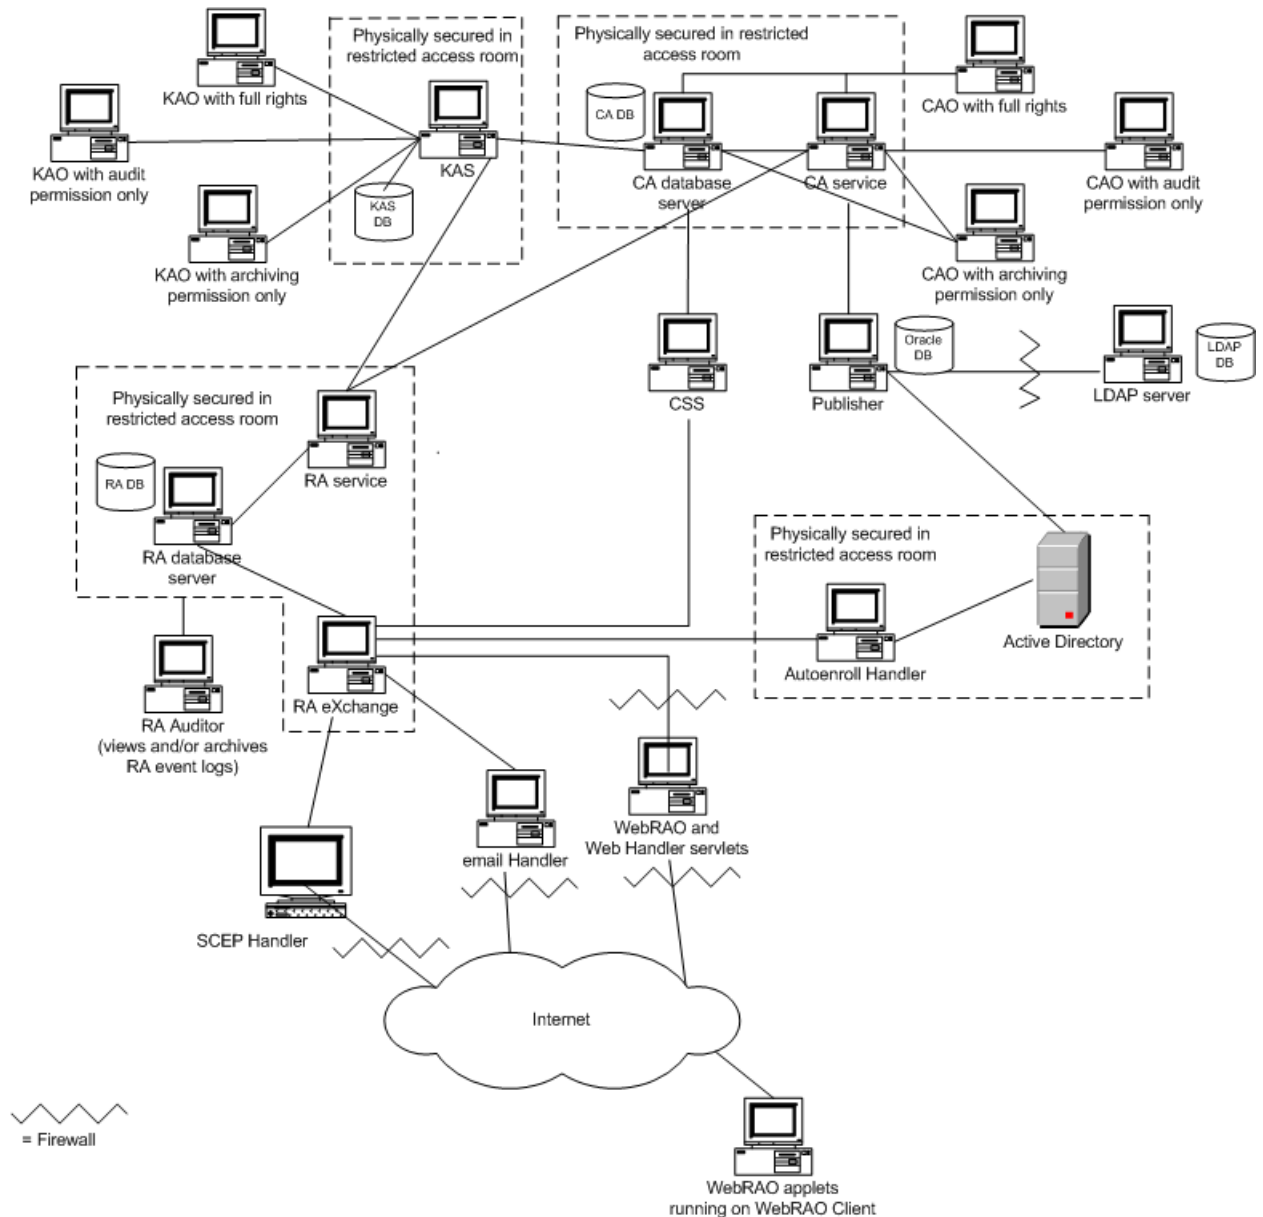 Physically secured in
restricted access room
Physically secured in restricted
access room
KAO with full rights
CA DB
CAO with full rights
KAO with audit
permission only
KAS
CA database
server
CA service
CAO with audit
permission only
KAS
DB
KAO with archiving
permission only
CAO with archiving
permission only
Oracle
DB
LDAP
DB
CSS
Publisher
LDAP server
Physically secured in
restricted access room
RA DB
RA service
RA database
server
Physically secured in
restricted access room
Autoenroll Handler
Active Directory
RA Auditor
(views and/or archives
RA event logs)
RA eXchange
WebRAO and
Web Handler servlets
email Handler
SCEP Handler
Internet
= Firewall
WebRAO applets
running on WebRAO Client